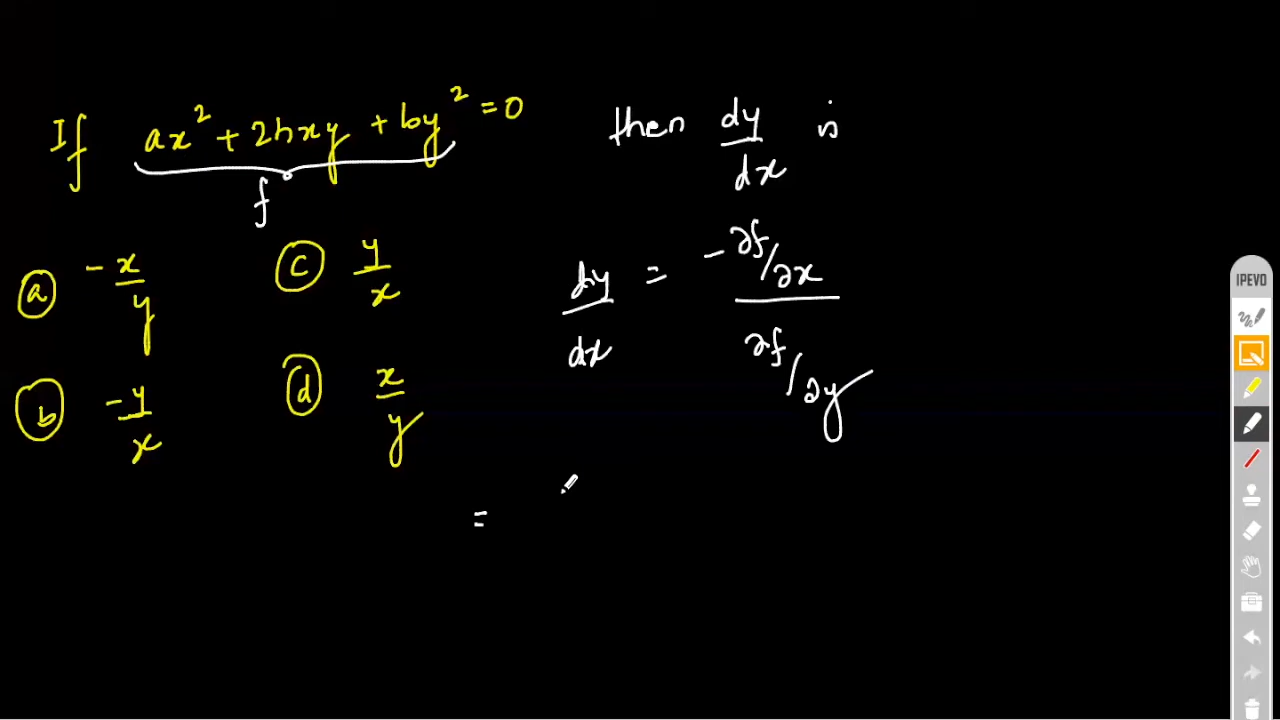 If ax² + 2hxy + by² = 0 then dy/dx is
f
ⓐ -x/y ⓒ y/x
ⓑ -y/x ⓓ x/y
dy/dx = -∂f/∂x / ∂f/∂y
=
IPEVO